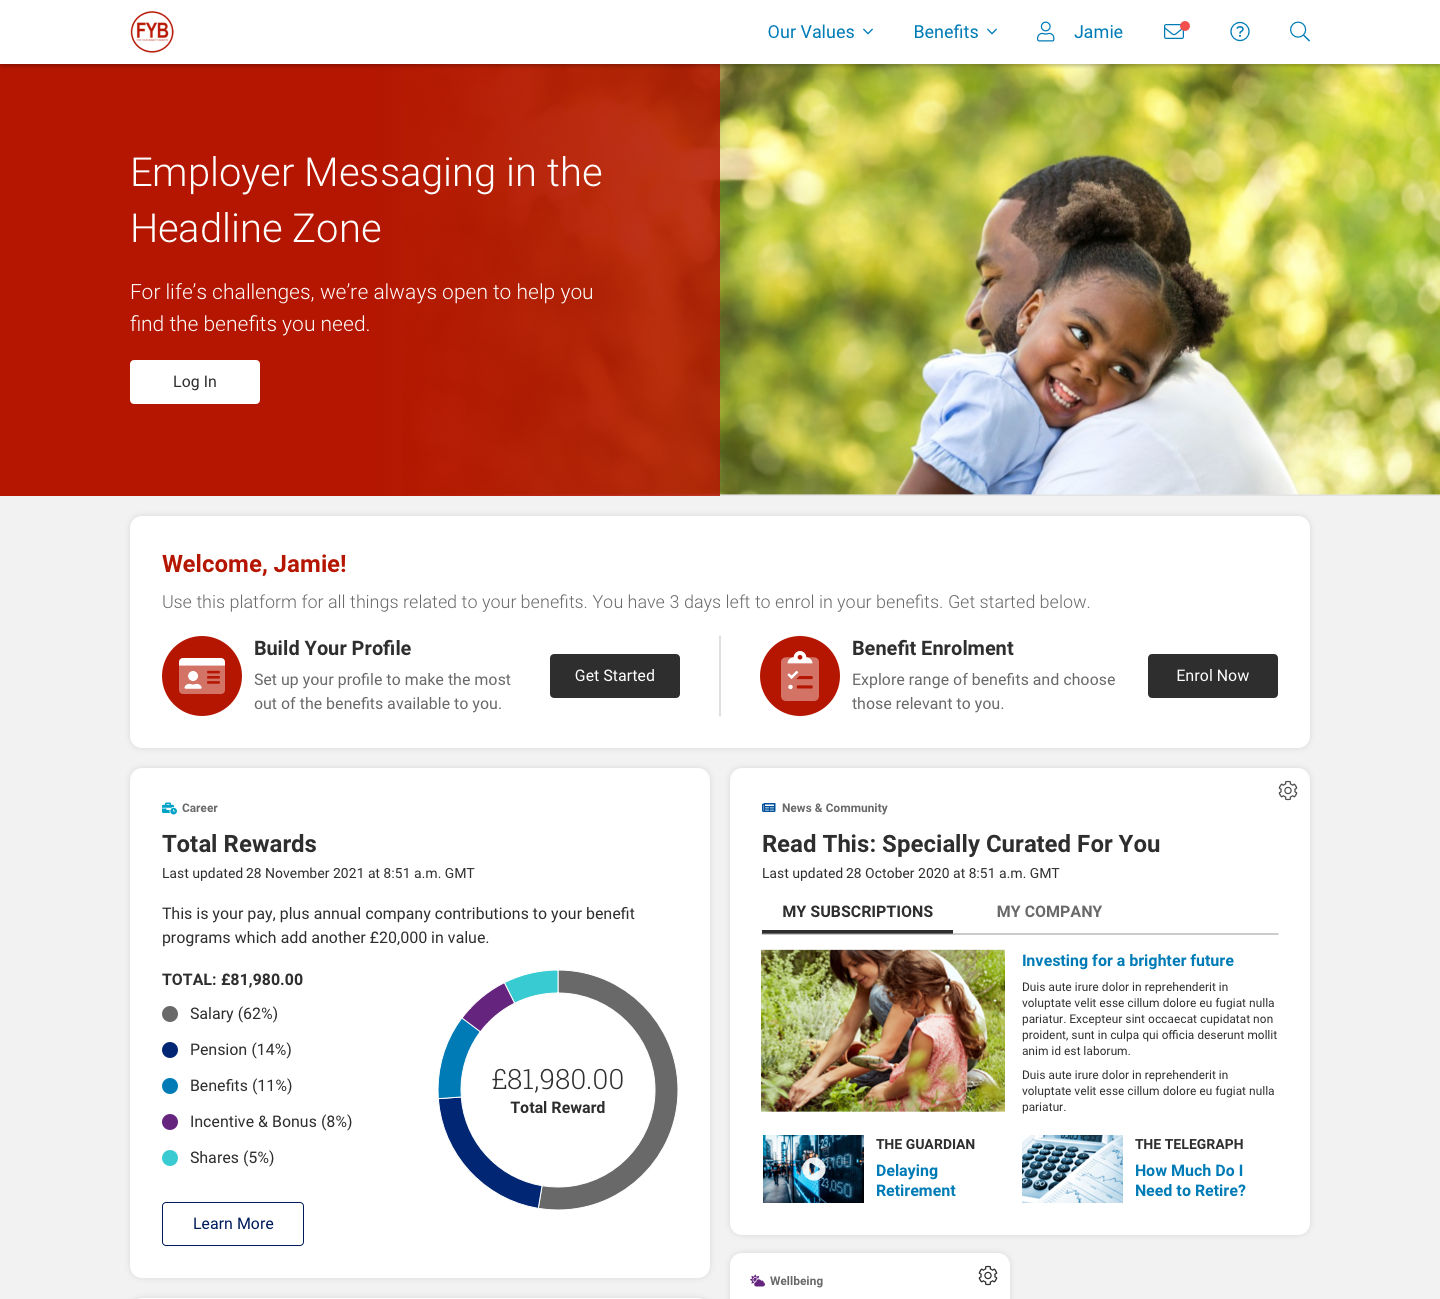 FYB
Our Values
Benefits
Jamie
Employer Messaging in the
Headline Zone
For life’s challenges, we’re always open to help you
find the benefits you need.
Log In
Welcome, Jamie!
Use this platform for all things related to your benefits. You have 3 days left to enrol in your benefits. Get started below.
Build Your Profile
Set up your profile to make the most
out of the benefits available to you.
Get Started
Benefit Enrolment
Explore range of benefits and choose
those relevant to you.
Enrol Now
Career
Total Rewards
Last updated 28 November 2021 at 8:51 a.m. GMT
This is your pay, plus annual company contributions to your benefit
programs which add another £20,000 in value.
TOTAL: £81,980.00
Salary (62%)
Pension (14%)
Benefits (11%)
Incentive & Bonus (8%)
Shares (5%)
£81,980.00
Total Reward
Learn More
News & Community
Read This: Specially Curated For You
Last updated 28 October 2020 at 8:51 a.m. GMT
MY SUBSCRIPTIONS
MY COMPANY
Investing for a brighter future
Duis aute irure dolor in reprehenderit in
voluptate velit esse cillum dolore eu fugiat nulla
pariatur. Excepteur sint occaecat cupidatat non
proident, sunt in culpa qui officia deserunt mollit
anim id est laborum.
Duis aute irure dolor in reprehenderit in
voluptate velit esse cillum dolore eu fugiat nulla
pariatur.
THE GUARDIAN
Delaying
Retirement
THE TELEGRAPH
How Much Do I
Need to Retire?
Wellbeing